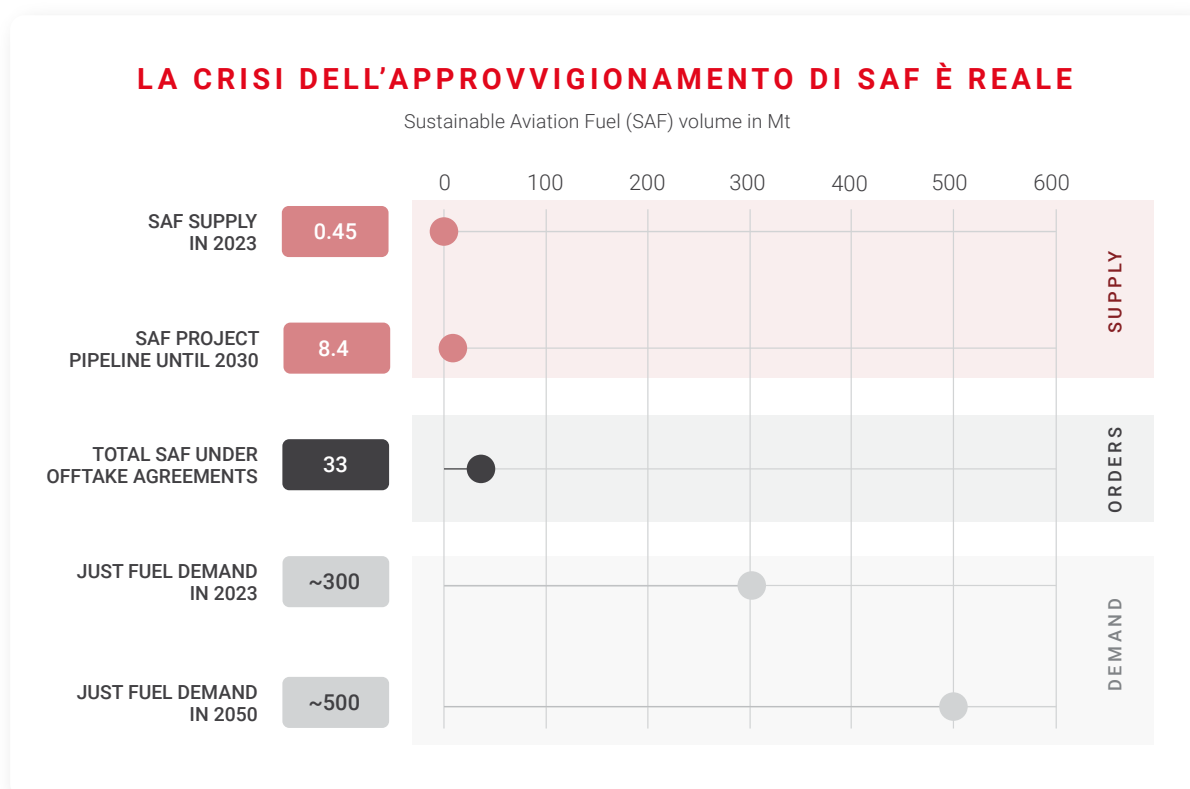 LA CRISI DELL’APPROVVIGIONAMENTO DI SAF È REALE
Sustainable Aviation Fuel (SAF) volume in Mt
0 100 200 300 400 500 600
SAF SUPPLY
IN 2023
0.45
SAF PROJECT
PIPELINE UNTIL 2030
8.4
SUPPLY
TOTAL SAF UNDER
OFFTAKE AGREEMENTS
33
ORDERS
JUST FUEL DEMAND
IN 2023
~300
JUST FUEL DEMAND
IN 2050
~500
DEMAND